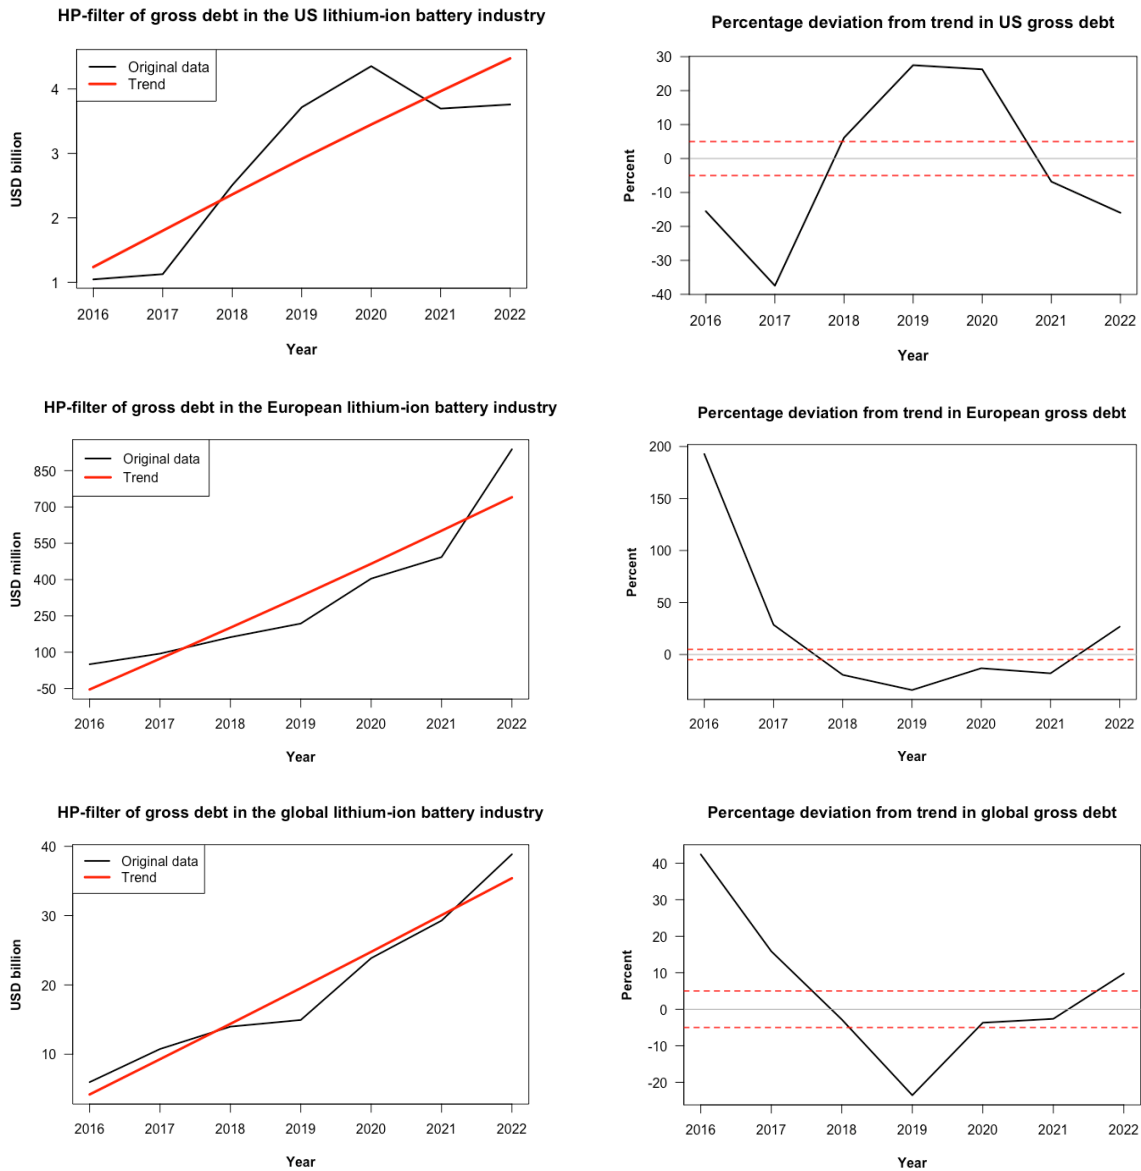 HP-filter of gross debt in the US lithium-ion battery industry
Original data
Trend
USD billion
4
3
2
1
2016 2017 2018 2019 2020 2021 2022
Year
Percentage deviation from trend in US gross debt
Percent
30
20
10
0
-10
-20
-30
-40
2016 2017 2018 2019 2020 2021 2022
Year
HP-filter of gross debt in the European lithium-ion battery industry
Original data
Trend
USD million
850
700
550
400
250
100
-50
2016 2017 2018 2019 2020 2021 2022
Year
Percentage deviation from trend in European gross debt
Percent
200
150
100
50
0
2016 2017 2018 2019 2020 2021 2022
Year
HP-filter of gross debt in the global lithium-ion battery industry
Original data
Trend
USD billion
40
30
20
10
2016 2017 2018 2019 2020 2021 2022
Year
Percentage deviation from trend in global gross debt
Percent
40
30
20
10
0
-10
-20
2016 2017 2018 2019 2020 2021 2022
Year